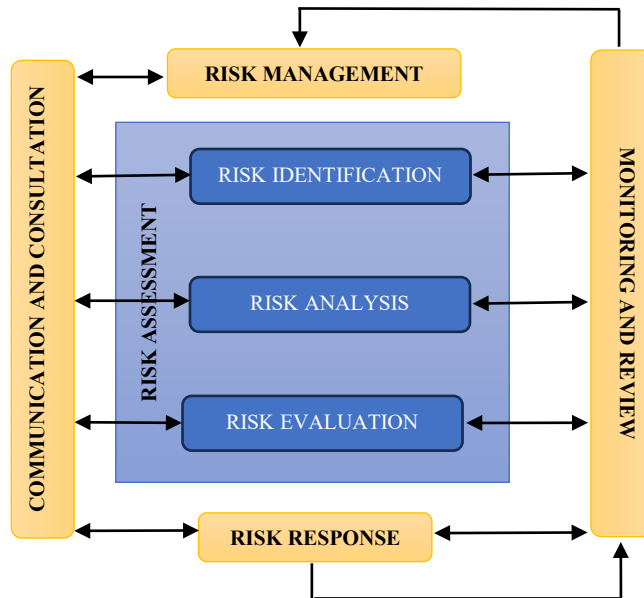 RISK MANAGEMENT
COMMUNICATION AND CONSULTATION
RISK ASSESSMENT
RISK IDENTIFICATION
RISK ANALYSIS
RISK EVALUATION
MONITORING AND REVIEW
RISK RESPONSE